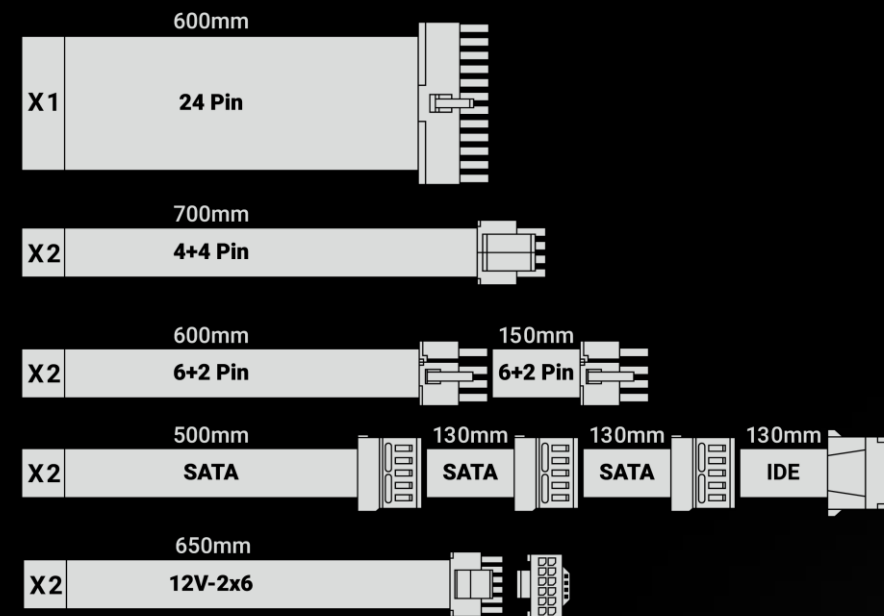 600mm
X1 24 Pin
700mm
X2 4+4 Pin
600mm 150mm
X2 6+2 Pin 6+2 Pin
500mm 130mm 130mm 130mm
X2 SATA SATA SATA IDE
650mm
X2 12V-2x6